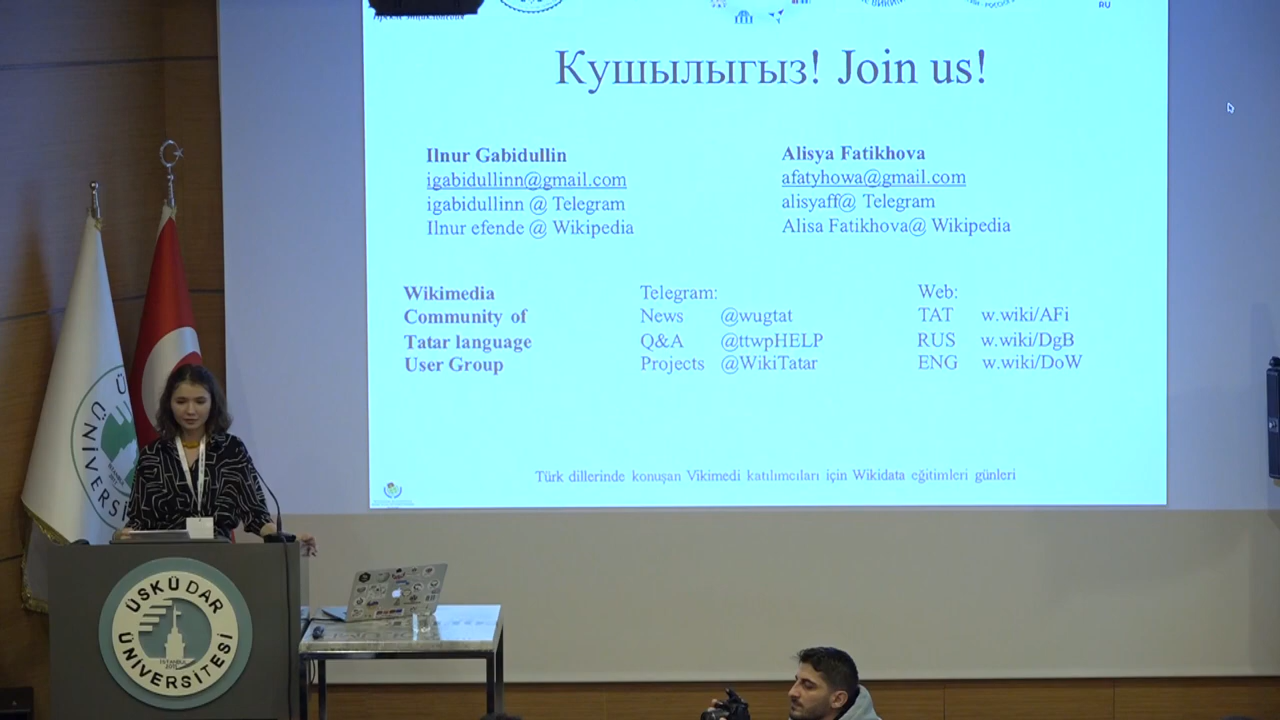 RU
Кушылыгыз! Join us!
Ilnur Gabidullin
igabidullinn@gmail.com
igabidullinn @ Telegram
Ilnur efende @ Wikipedia
Alisya Fatikhova
afatyhowa@gmail.com
alisyaff@ Telegram
Alisa Fatikhova@ Wikipedia
Wikimedia
Community of
Tatar language
User Group
Telegram:
News @wugtat
Q&A @ttwpHELP
Projects @WikiTatar
Web:
TAT w.wiki/AFi
RUS w.wiki/DgB
ENG w.wiki/DoW
Türk dillerinde konuşan Vikimedi katılımcıları için Wikidata eğitimleri günleri
ÜSKÜDAR
ÜNİVERSİTESİ
İSTANBUL
2011